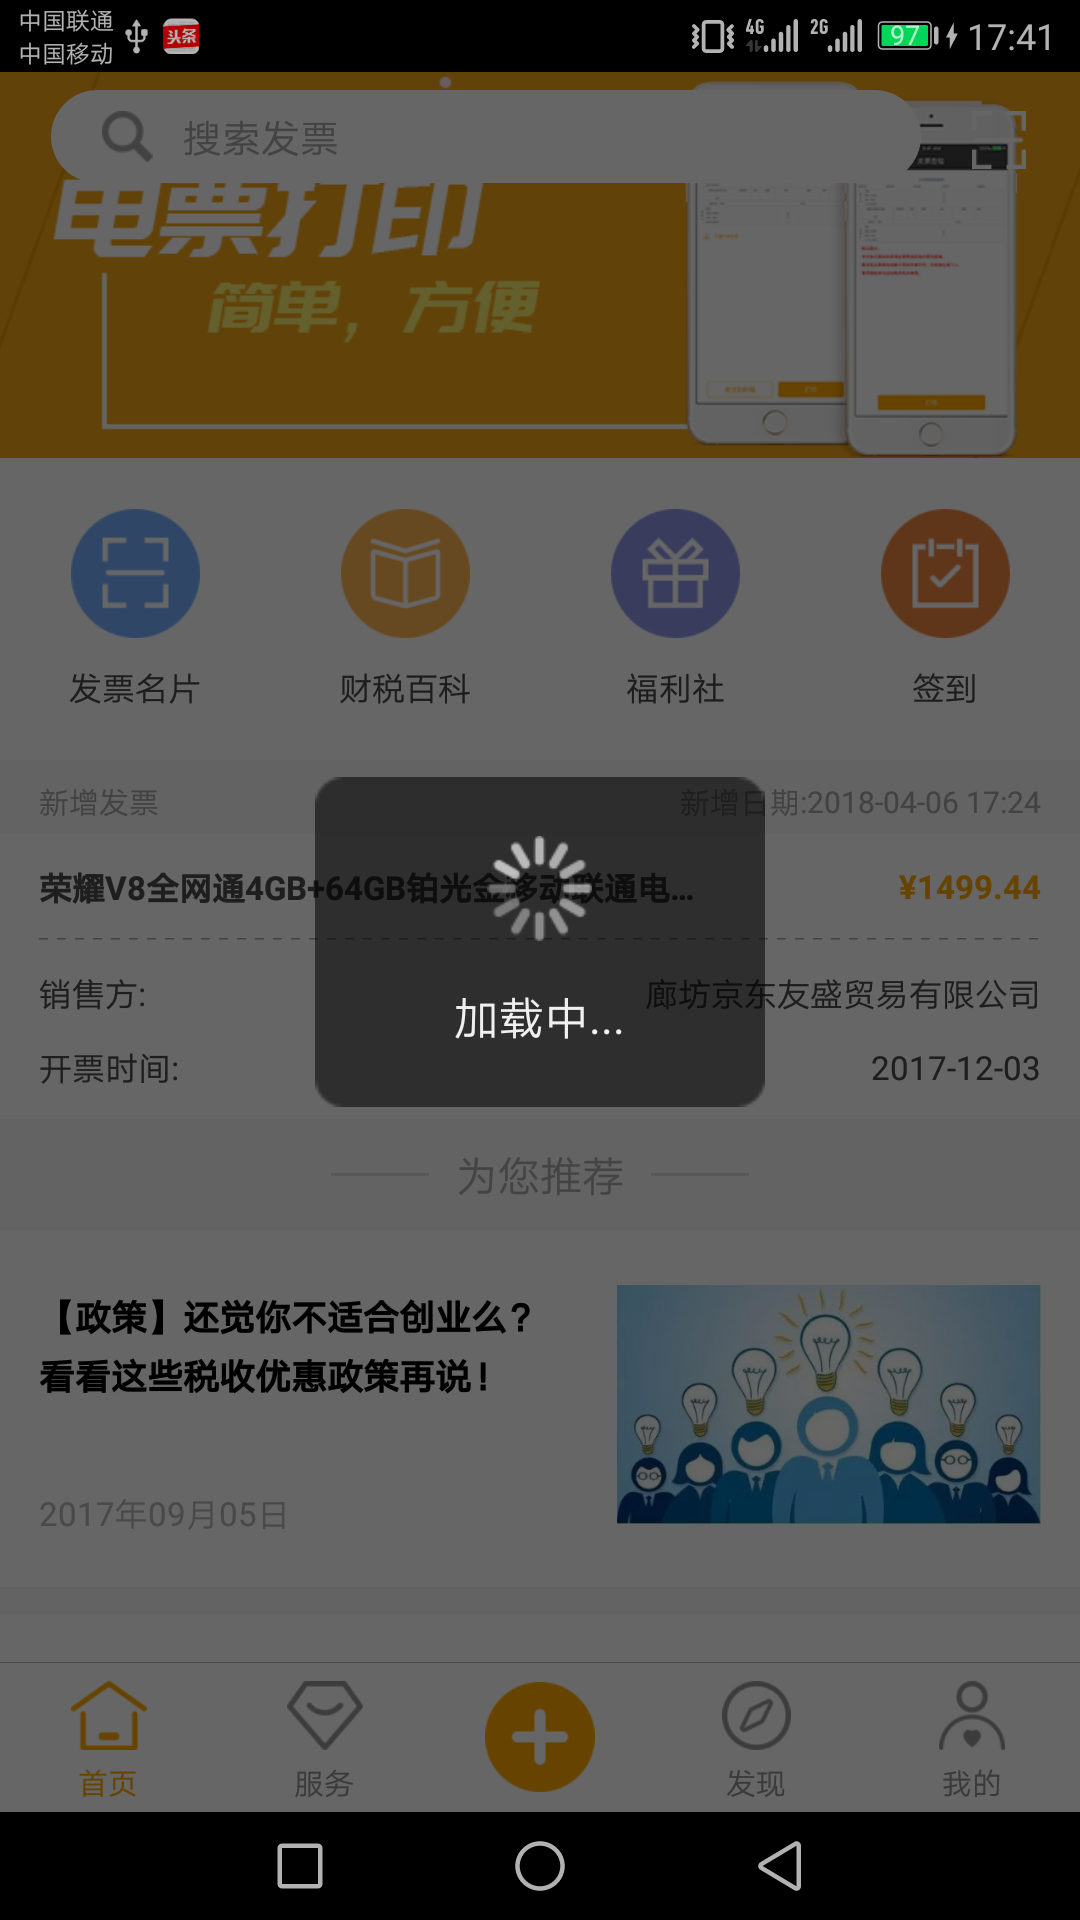 中国联通
中国移动
头条
4G
2G
97
17:41
搜索发票
电票打印
简单，方便
发票名片
财税百科
福利社
签到
新增发票
新增日期:2018-04-06 17:24
荣耀V8全网通4GB+64GB铂光金移动联通电...
¥1499.44
销售方:
廊坊京东友盛贸易有限公司
开票时间:
2017-12-03
加载中...
为您推荐
【政策】还觉你不适合创业么？
看看这些税收优惠政策再说！
2017年09月05日
首页
服务
发现
我的